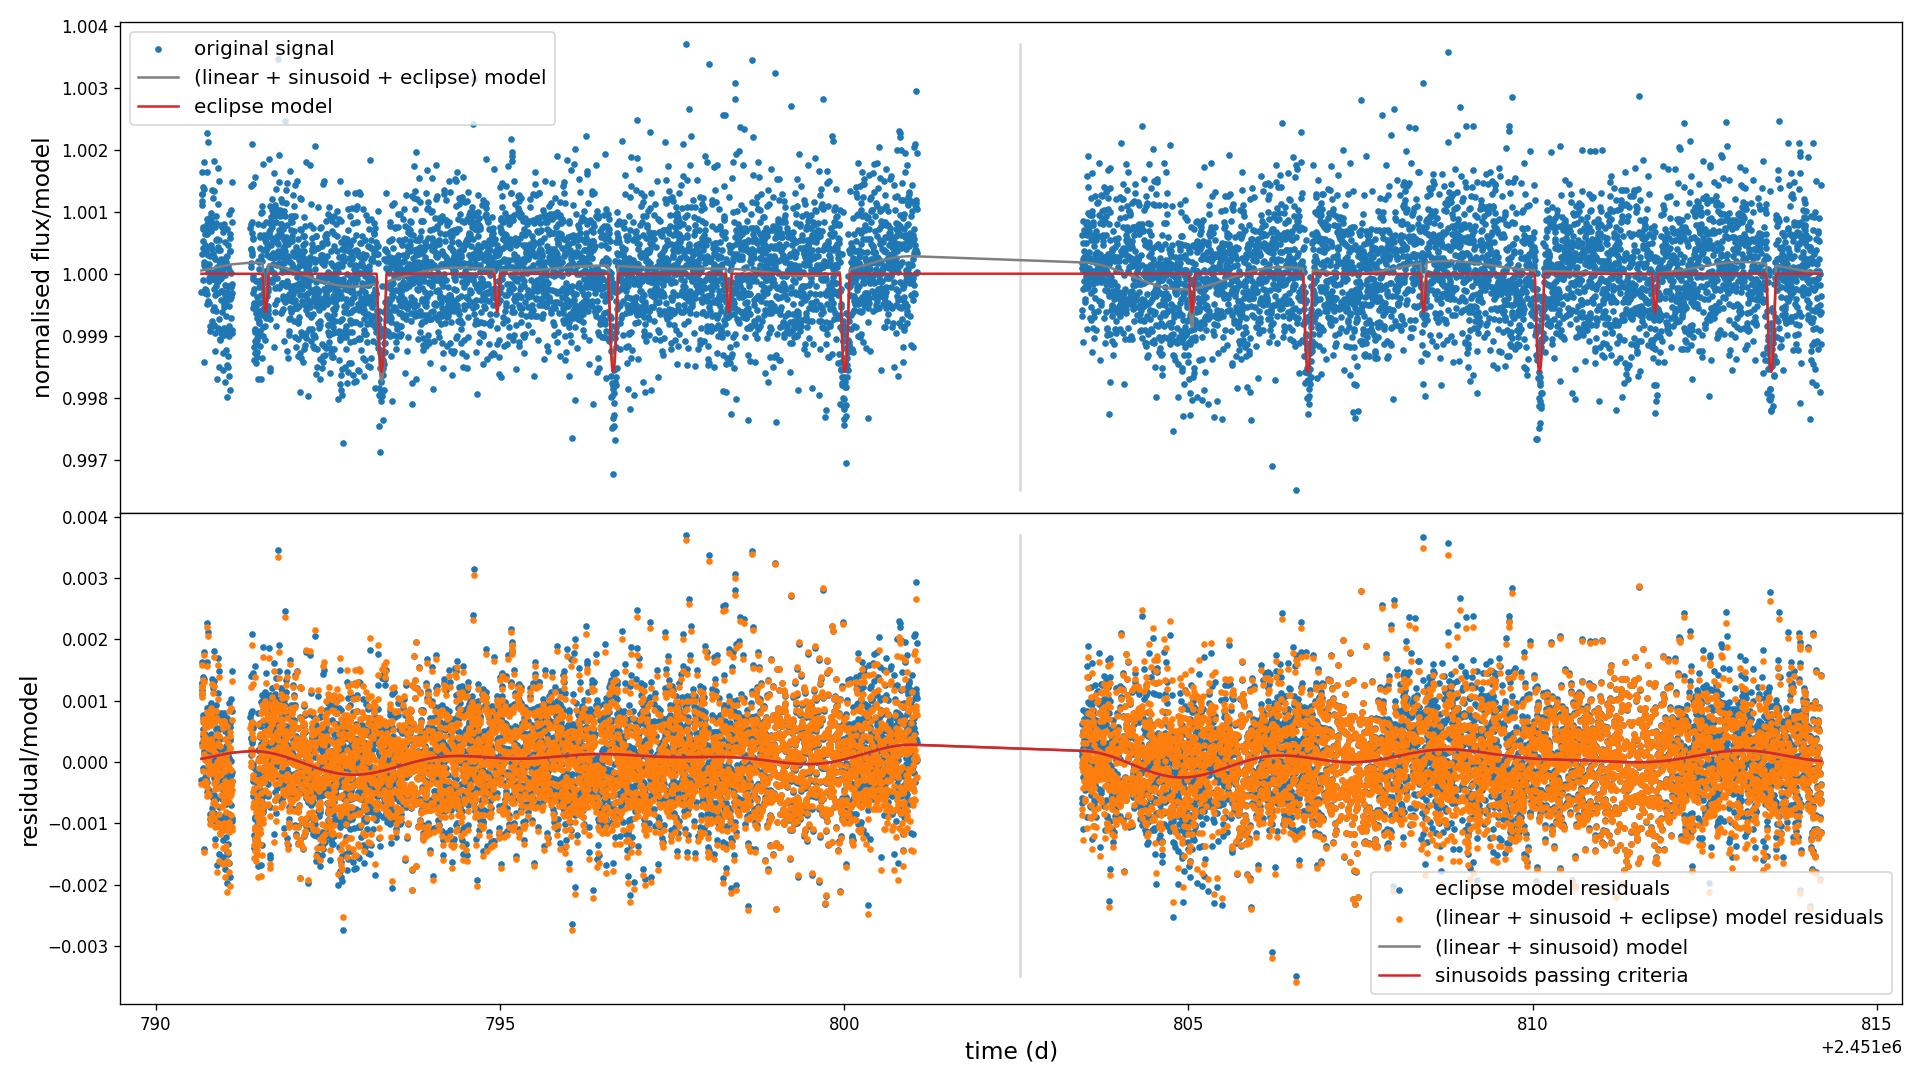 1.004
1.003
1.002
1.001
1.000
0.999
0.998
0.997
normalised flux/model
original signal
(linear + sinusoid + eclipse) model
eclipse model
0.004
0.003
0.002
0.001
0.000
−0.001
−0.002
−0.003
residual/model
eclipse model residuals
(linear + sinusoid + eclipse) model residuals
(linear + sinusoid) model
sinusoids passing criteria
790
795
800
805
810
815
time (d)
+2.451e6